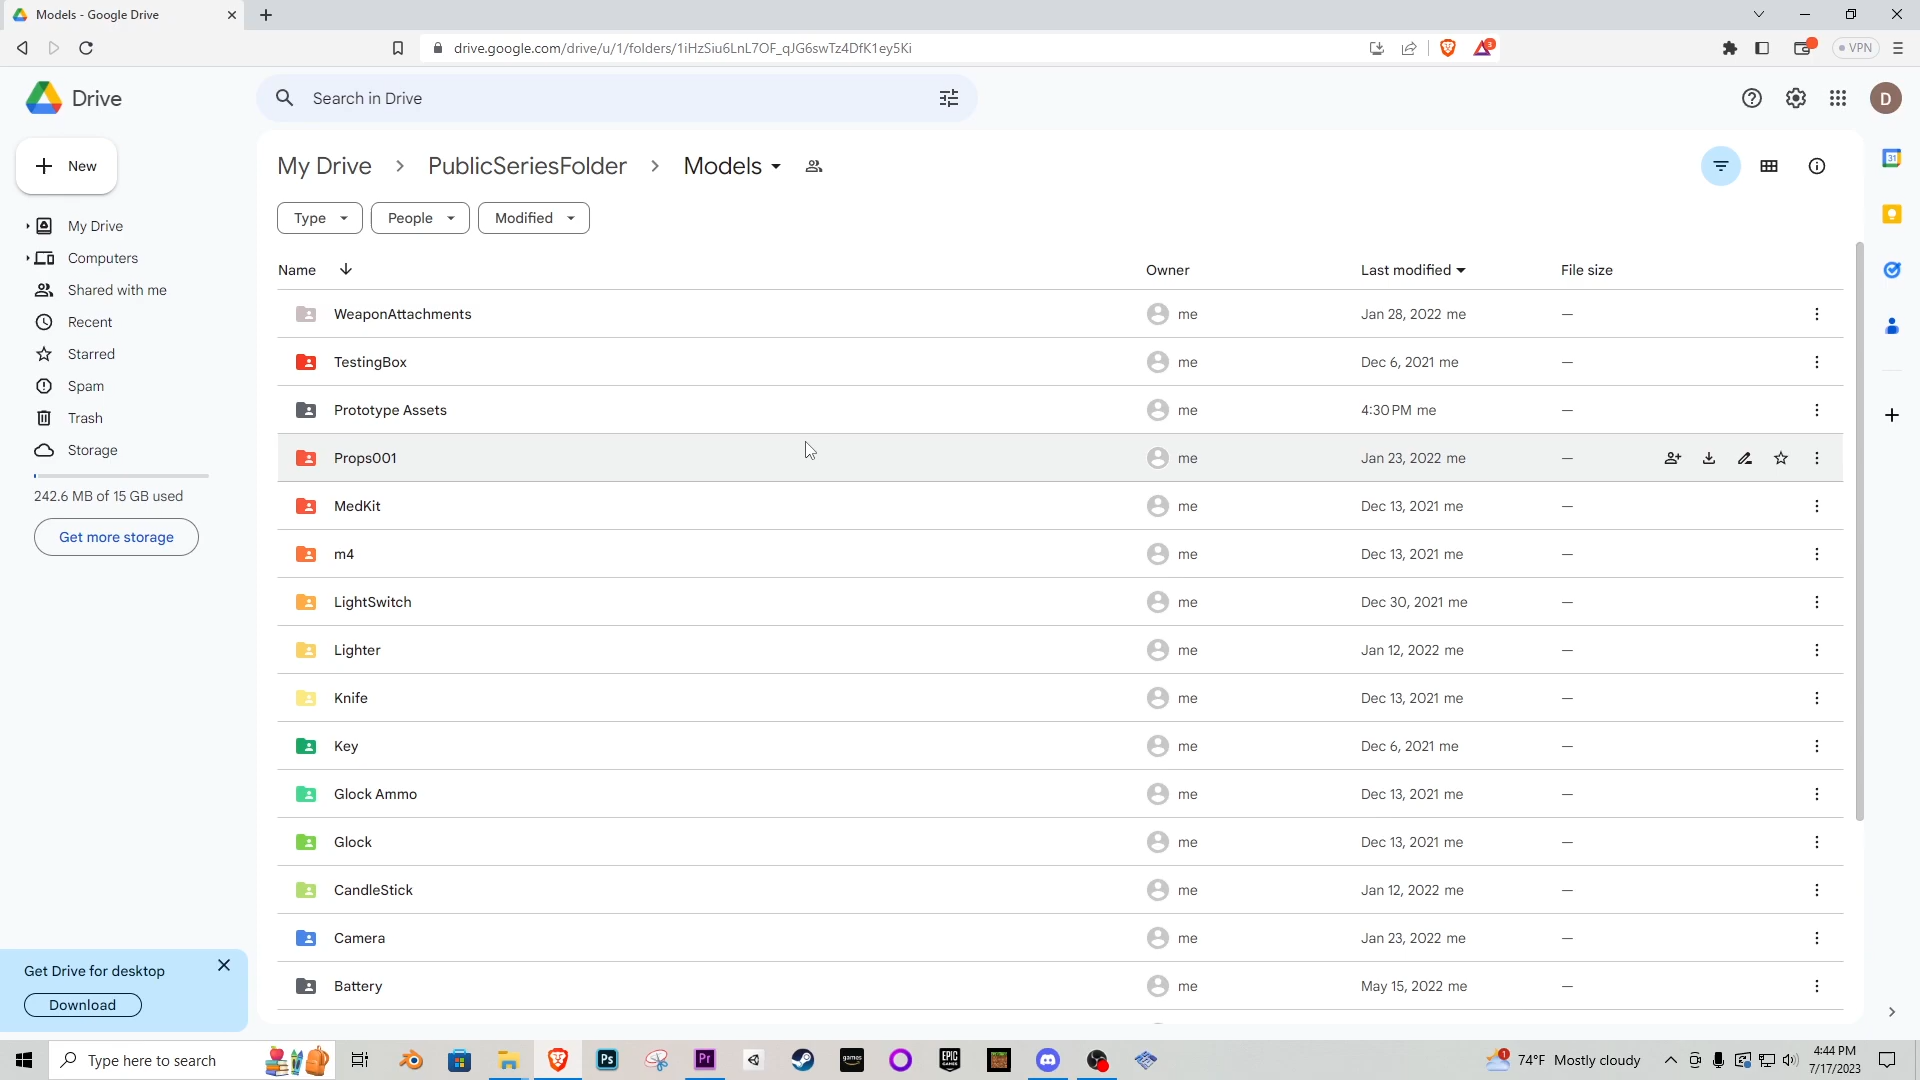 Models - Google Drive
drive.google.com/drive/u/1/folders/1iHzSiu6LnL7OF_qJG6swTz4DfK1ey5Ki
3
VPN
Drive
Search in Drive
D
New
My Drive
Computers
Shared with me
Recent
Starred
Spam
Trash
Storage
242.6 MB of 15 GB used
Get more storage
Get Drive for desktop
Download
My Drive > PublicSeriesFolder > Models
Type People Modified
Name Owner Last modified File size
WeaponAttachments me Jan 28, 2022 me —
TestingBox me Dec 6, 2021 me —
Prototype Assets me 4:30 PM me —
Props001 me Jan 23, 2022 me —
MedKit me Dec 13, 2021 me —
m4 me Dec 13, 2021 me —
LightSwitch me Dec 30, 2021 me —
Lighter me Jan 12, 2022 me —
Knife me Dec 13, 2021 me —
Key me Dec 6, 2021 me —
Glock Ammo me Dec 13, 2021 me —
Glock me Dec 13, 2021 me —
CandleStick me Jan 12, 2022 me —
Camera me Jan 23, 2022 me —
Battery me May 15, 2022 me —
31
Type here to search
Ps
Pr
games
EPIC GAMES
1
74°F Mostly cloudy
4:44 PM
7/17/2023